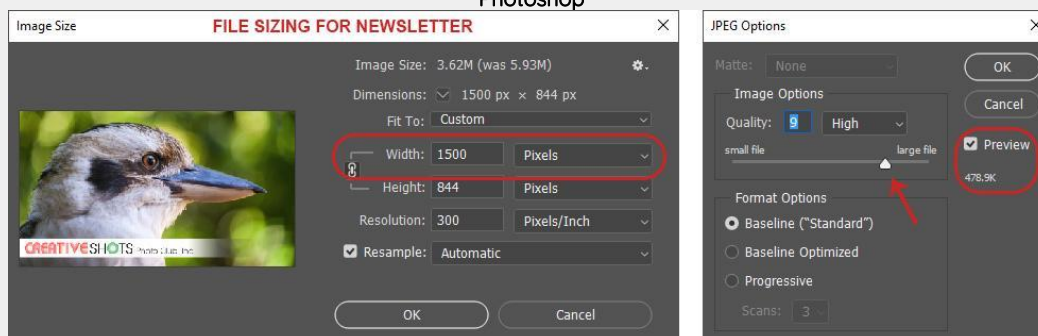 Photoshop
Image Size
FILE SIZING FOR NEWSLETTER
Image Size: 3.62M (was 5.93M)
Dimensions: 1500 px × 844 px
Fit To: Custom
Width: 1500 Pixels
Height: 844 Pixels
Resolution: 300 Pixels/Inch
Resample: Automatic
OK Cancel
CREATIVESHOTS Photo Club Inc
JPEG Options
Matte: None
OK
Image Options
Cancel
Quality: 9 High
Preview
small file large file
478.9K
Format Options
Baseline ("Standard")
Baseline Optimized
Progressive
Scans: 3